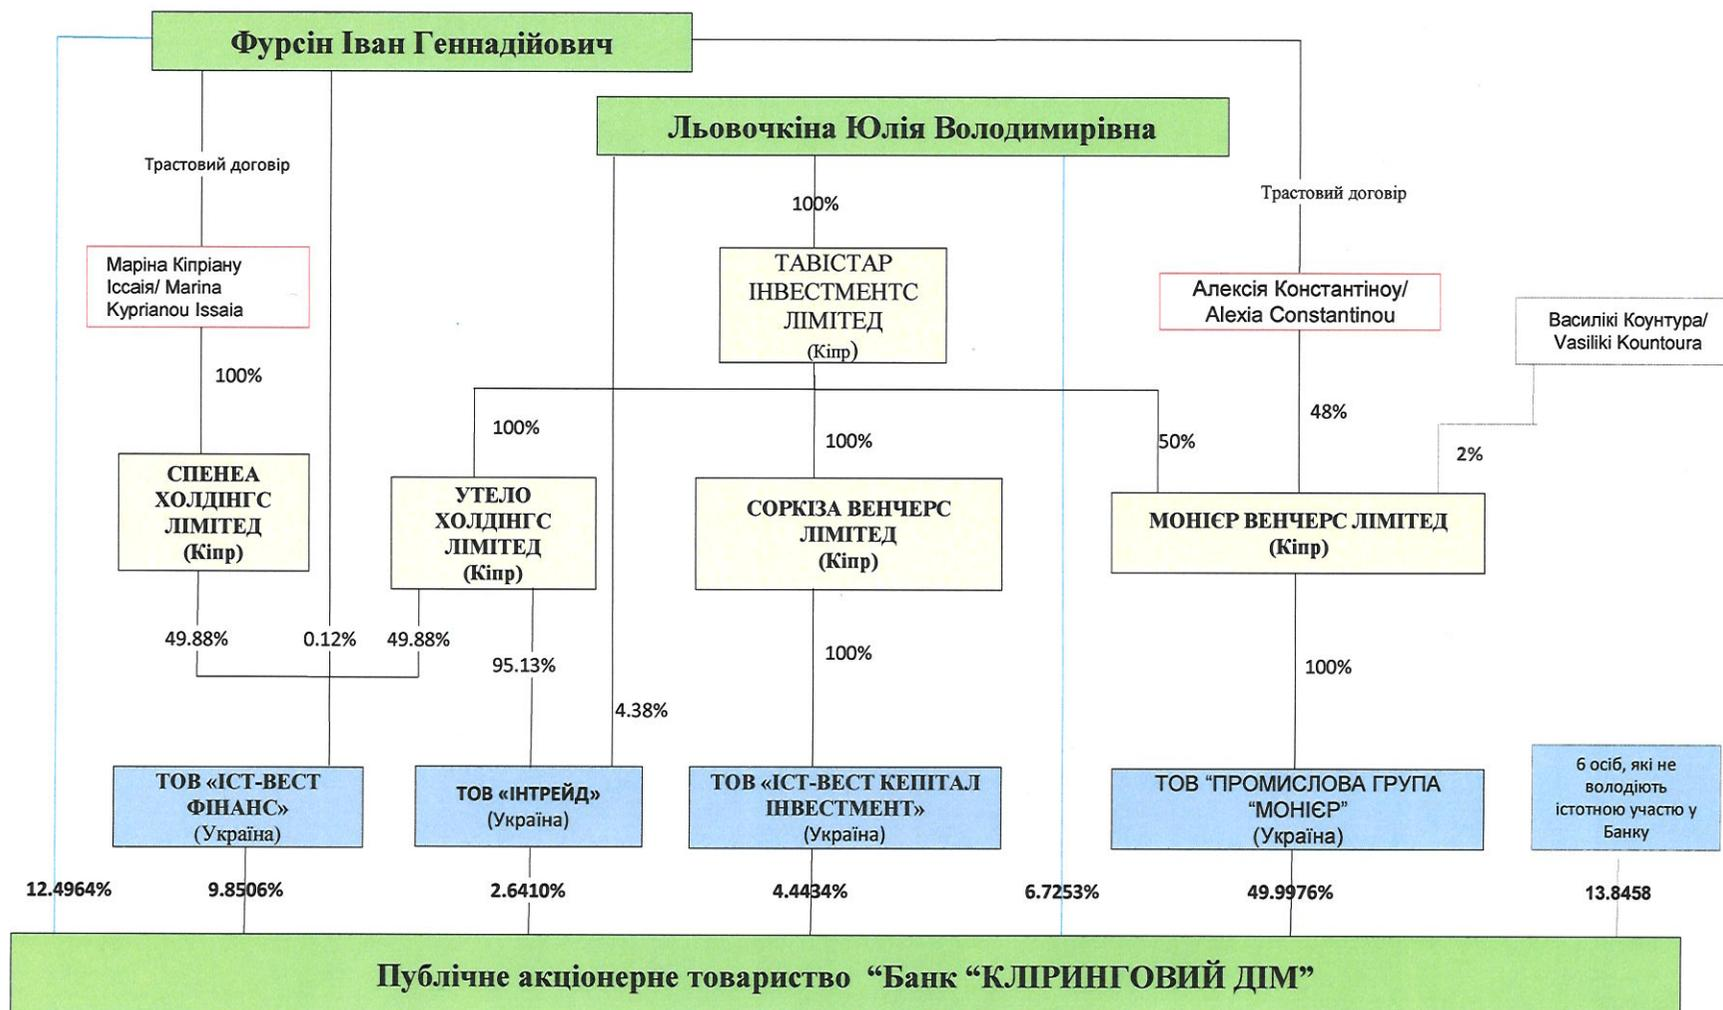 Фурсін Іван Геннадійович
Льовочкіна Юлія Володимирівна
Трастовий договір
100%
Трастовий договір
Маріна Кіпріану
Іссаія/ Marina
Kyprianou Issaia
ТАВІСТАР
ІНВЕСТМЕНТС
ЛІМІТЕД
(Кіпр)
Алексія Константіноу/
Alexia Constantinou
Василікі Коунтура/
Vasiliki Kountoura
100%
100%
100%
50%
48%
2%
СПЕНЕА
ХОЛДІНГС
ЛІМІТЕД
(Кіпр)
УТЕЛО
ХОЛДІНГС
ЛІМІТЕД
(Кіпр)
СОРКІЗА ВЕНЧЕРС
ЛІМІТЕД
(Кіпр)
МОНІЄР ВЕНЧЕРС ЛІМІТЕД
(Кіпр)
49.88%
0.12%
49.88%
95.13%
4.38%
100%
100%
ТОВ «ІСТ-ВЕСТ
ФІНАНС»
(Україна)
ТОВ «ІНТРЕЙД»
(Україна)
ТОВ «ІСТ-ВЕСТ КЕПІТАЛ
ІНВЕСТМЕНТ»
(Україна)
ТОВ “ПРОМИСЛОВА ГРУПА
“МОНІЄР”
(Україна)
6 осіб, які не
володіють
істотною участю у
Банку
12.4964%
9.8506%
2.6410%
4.4434%
6.7253%
49.9976%
13.8458
Публічне акціонерне товариство “Банк “КЛІРИНГОВИЙ ДІМ”